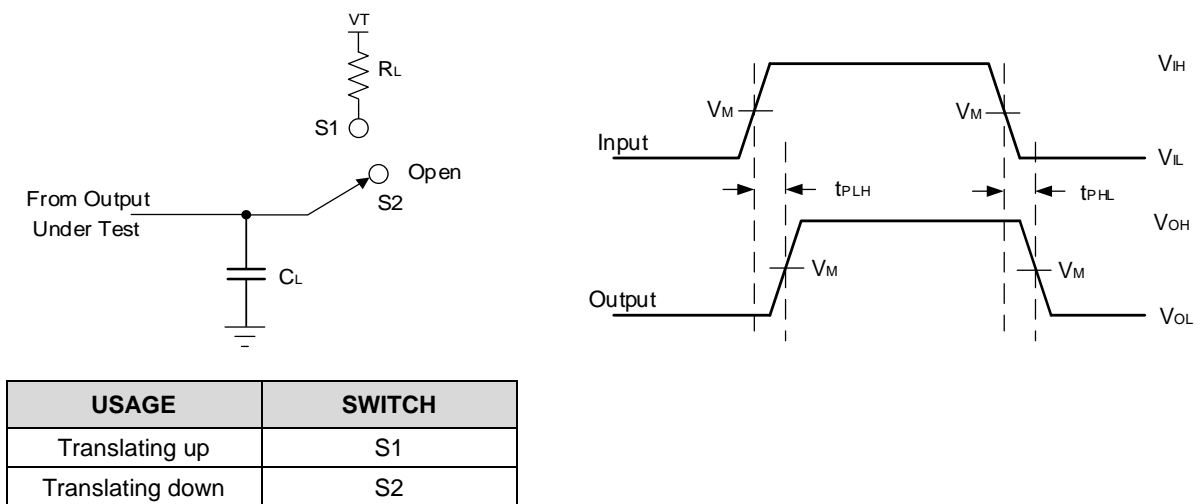 VT
RL
S1
Open
S2
From Output
Under Test
CL
VIH
VM
VM
Input
VIL
tPLH
tPHL
VOH
VM
VM
Output
VOL
USAGE SWITCH
Translating up S1
Translating down S2